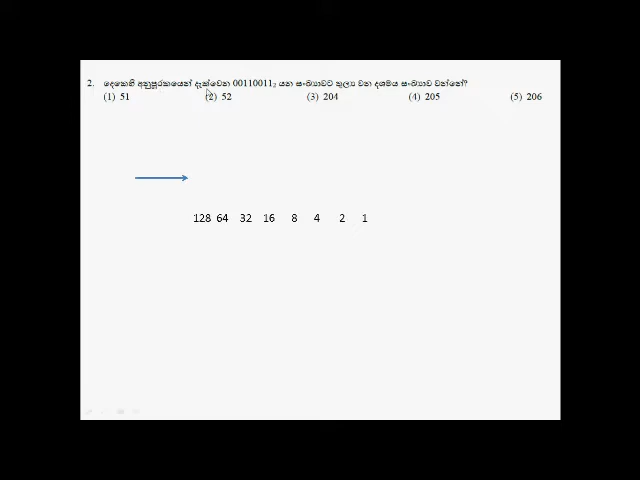 2. දෙකෙහි අනුපූරකයෙන් දැක්වෙන 00110011₂ යන සංඛ්‍යාවට තුල්‍ය වන දශමය සංඛ්‍යාව වන්නේ?
(1) 51 (2) 52 (3) 204 (4) 205 (5) 206
128 64 32 16 8 4 2 1